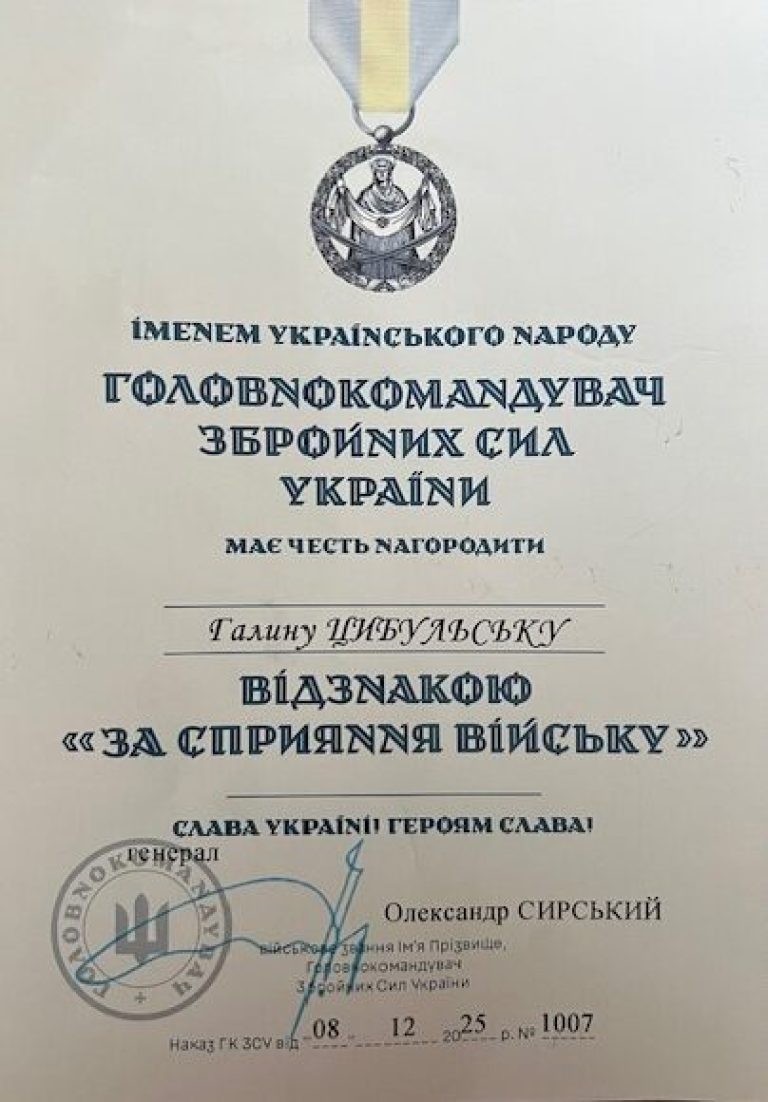 ІМЕНЕМ УКРАЇНСЬКОГО НАРОДУ
ГОЛОВНОКОМАНДУВАЧ
ЗБРОЙНИХ СИЛ
УКРАЇНИ
МАЄ ЧЕСТЬ НАГОРОДИТИ
Галину ЦИБУЛЬСЬКУ
ВІДЗНАКОЮ
«ЗА СПРИЯННЯ ВІЙСЬКУ»
СЛАВА УКРАЇНІ! ГЕРОЯМ СЛАВА!
генерал
ГОЛОВНОКОМАНДУВАЧ
Олександр СИРСЬКИЙ
військове звання Ім'я Прізвище,
Головнокомандувач
Збройних Сил України
Наказ ГК ЗСУ від "08" 12 2025 р. № 1007